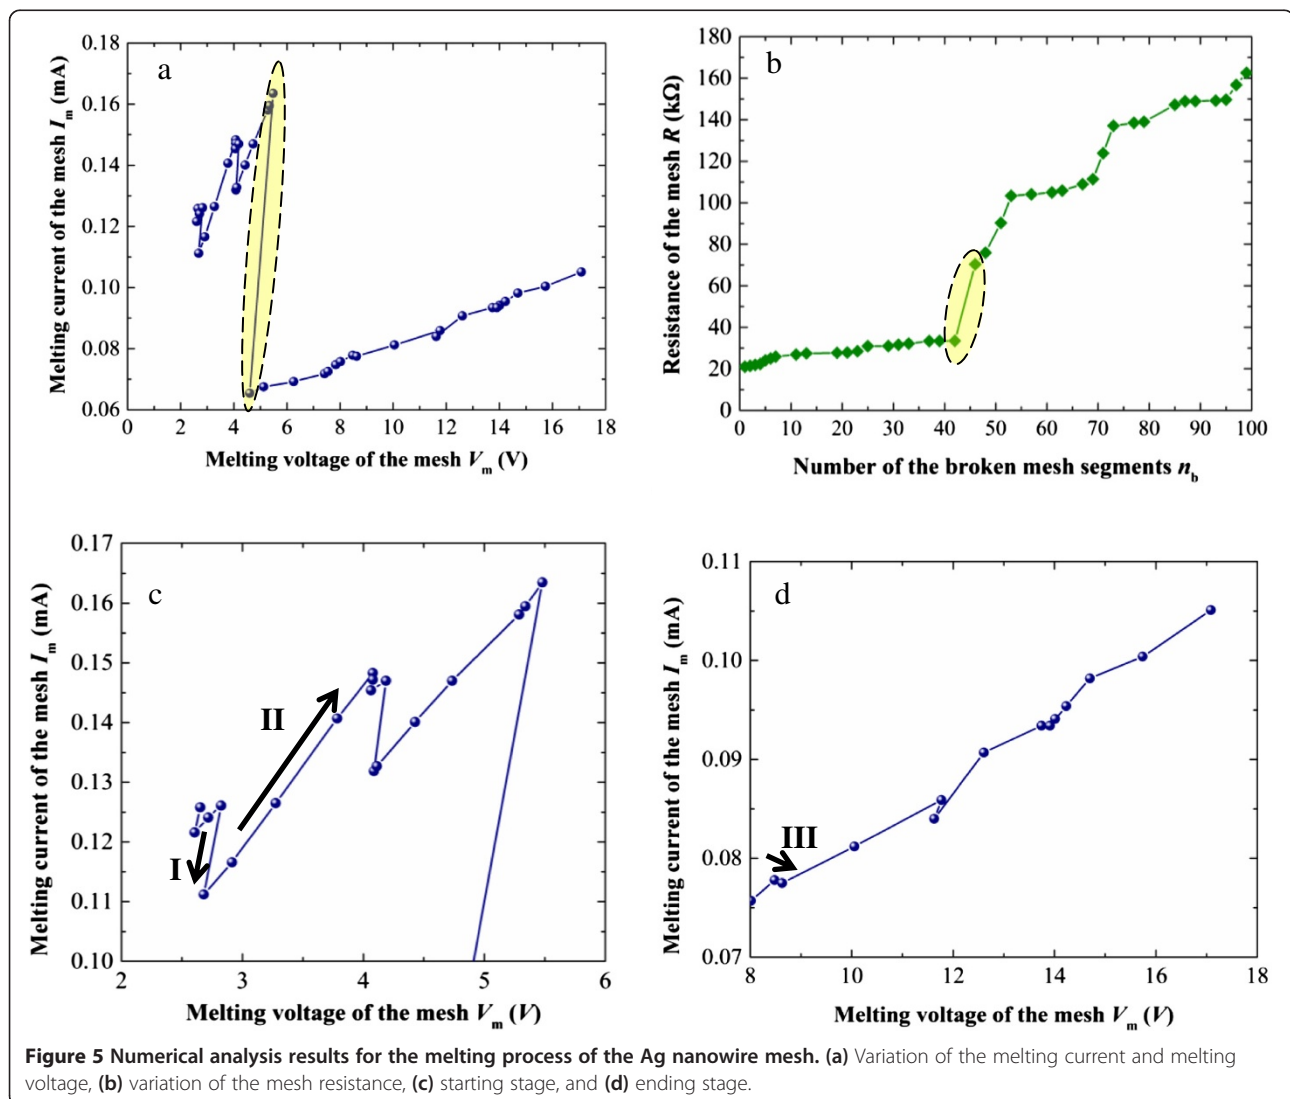 a
0.18
0.16
0.14
0.12
0.10
0.08
0.06
0 2 4 6 8 10 12 14 16 18
Melting current of the mesh Im (mA)
Melting voltage of the mesh Vm (V)
b
180
160
140
120
100
80
60
40
20
0
0 10 20 30 40 50 60 70 80 90 100
Resistance of the mesh R (kΩ)
Number of the broken mesh segments nb
c
0.17
0.16
0.15
0.14
0.13
0.12
0.11
0.10
2 3 4 5 6
I
II
Melting current of the mesh Im (mA)
Melting voltage of the mesh Vm (V)
d
0.11
0.10
0.09
0.08
0.07
8 10 12 14 16 18
III
Melting current of the mesh Im (mA)
Melting voltage of the mesh Vm (V)
Figure 5 Numerical analysis results for the melting process of the Ag nanowire mesh. (a) Variation of the melting current and melting
voltage, (b) variation of the mesh resistance, (c) starting stage, and (d) ending stage.